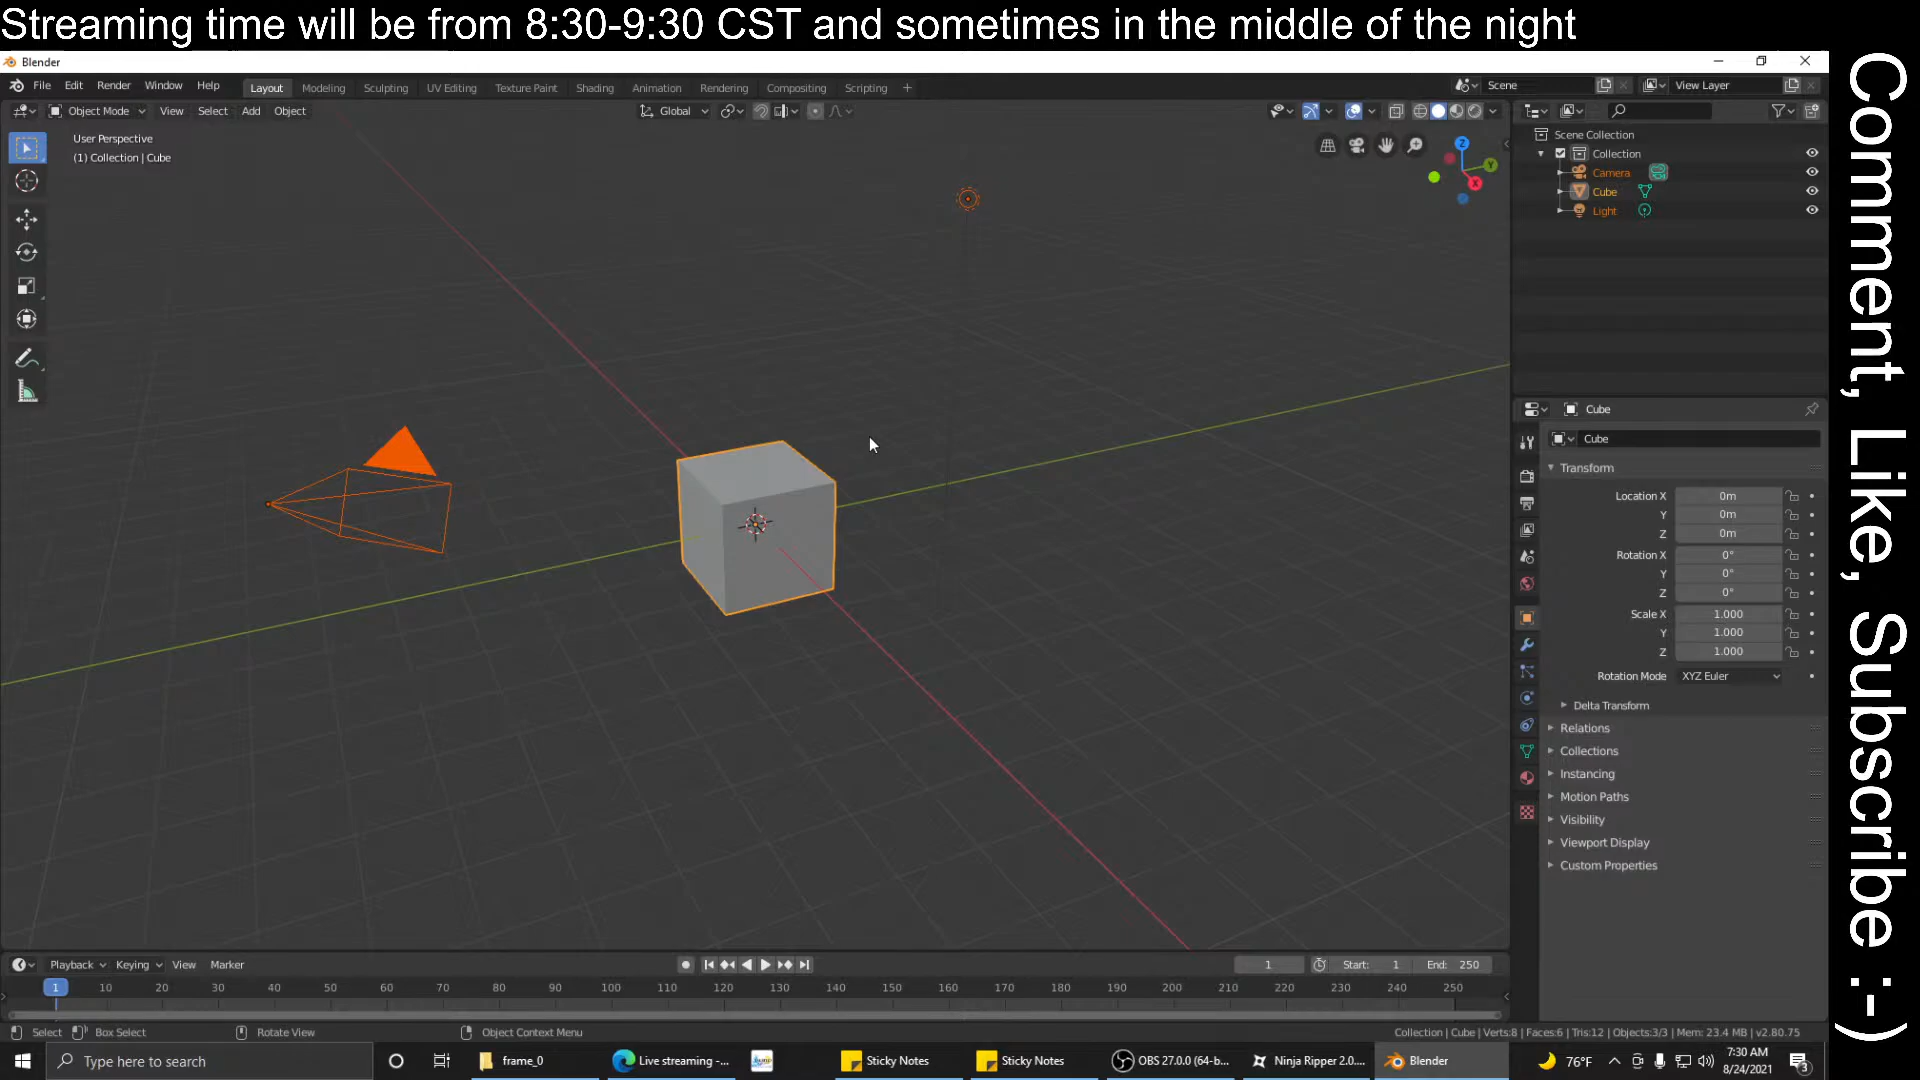 Streaming time will be from 8:30-9:30 CST and sometimes in the middle of the night
Comment, Like, Subscribe :-)
Blender
File Edit Render Window Help
Layout Modeling Sculpting UV Editing Texture Paint Shading Animation Rendering Compositing Scripting +
Scene
View Layer
Object Mode View Select Add Object
Global
User Perspective
(1) Collection | Cube
Z
Y
X
Scene Collection
Collection
Camera
Cube
Light
Cube
Cube
Transform
Location X 0m
Y 0m
Z 0m
Rotation X 0°
Y 0°
Z 0°
Scale X 1.000
Y 1.000
Z 1.000
Rotation Mode XYZ Euler
Delta Transform
Relations
Collections
Instancing
Motion Paths
Visibility
Viewport Display
Custom Properties
Playback Keying View Marker
1 Start: 1 End: 250
1 10 20 30 40 50 60 70 80 90 100 110 120 130 140 150 160 170 180 190 200 210 220 230 240 250
Select Box Select Rotate View Object Context Menu
Collection | Cube | Verts:8 | Faces:6 | Tris:12 | Objects:3/3 | Mem: 23.4 MB | v2.80.75
Type here to search
frame_0
Live streaming -...
Sticky Notes
Sticky Notes
OBS 27.0.0 (64-b...
Ninja Ripper 2.0....
Blender
76°F
7:30 AM
8/24/2021
3